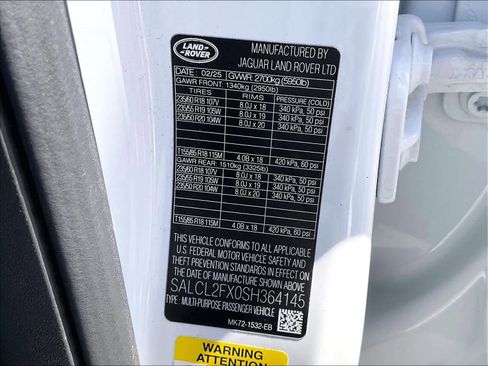 LAND ROVER
MANUFACTURED BY
JAGUAR LAND ROVER LTD
DATE: 02/25 GVWR: 2700kg (5950lb)
GAWR FRONT: 1340kg (2950lb)
TIRES RIMS PRESSURE (COLD)
235/60 R18 107V 8.0J x 18 340 kPa, 50 psi
235/55 R19 105W 8.0J x 19 340 kPa, 50 psi
235/50 R20 104W 8.0J x 20 340 kPa, 50 psi
T155/85 R18 115M 4.0B x 18 420 kPa, 60 psi
GAWR REAR: 1510kg (3325lb)
235/60 R18 107V 8.0J x 18 340 kPa, 50 psi
235/55 R19 105W 8.0J x 19 340 kPa, 50 psi
235/50 R20 104W 8.0J x 20 340 kPa, 50 psi
T155/85 R18 115M 4.0B x 18 420 kPa, 60 psi
THIS VEHICLE CONFORMS TO ALL APPLICABLE
U.S FEDERAL MOTOR VEHICLE SAFETY AND
THEFT PREVENTION STANDARDS IN EFFECT ON
THE DATE OF MANUFACTURE SHOWN ABOVE.
SALCL2FX0SH364145
TYPE: MULTI-PURPOSE PASSENGER VEHICLE
MK72-1532-EB
WARNING
ATTENTION